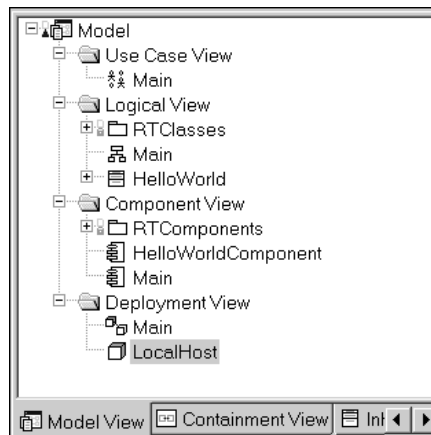 Model
Use Case View
Main
Logical View
RTClasses
Main
HelloWorld
Component View
RTComponents
HelloWorldComponent
Main
Deployment View
Main
LocalHost
Model View Containment View